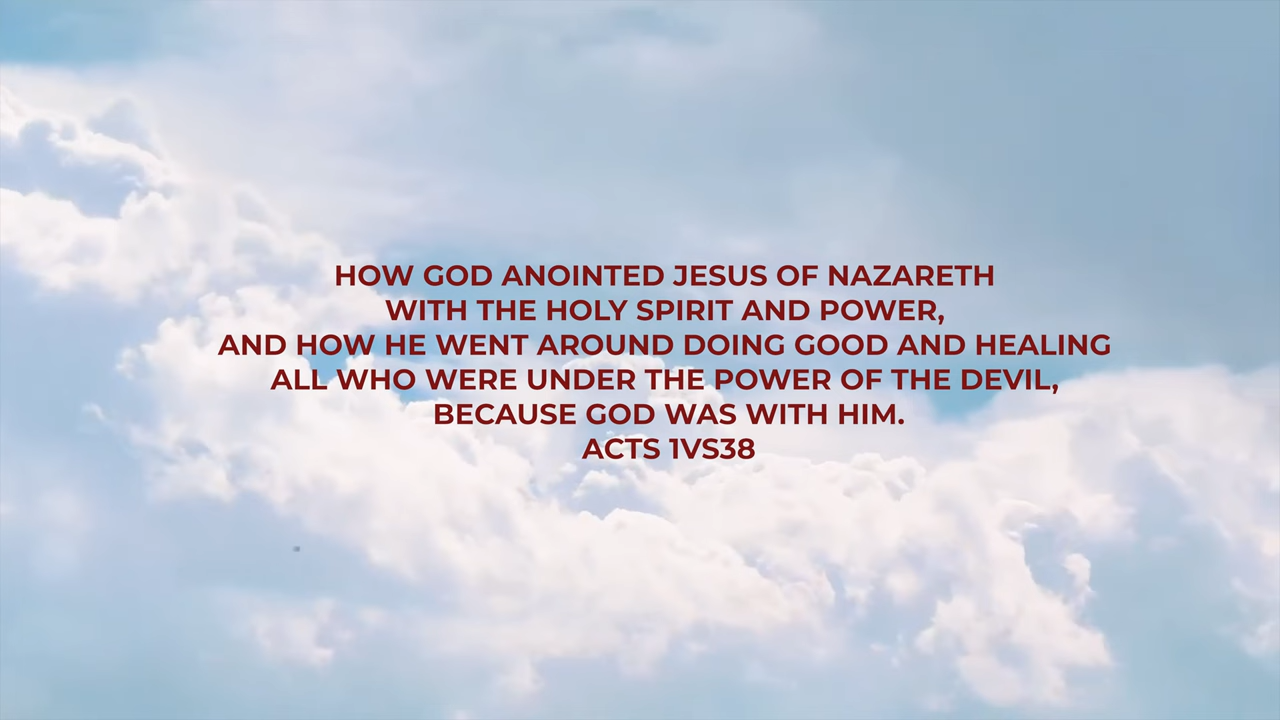 HOW GOD ANOINTED JESUS OF NAZARETH
WITH THE HOLY SPIRIT AND POWER,
AND HOW HE WENT AROUND DOING GOOD AND HEALING
ALL WHO WERE UNDER THE POWER OF THE DEVIL,
BECAUSE GOD WAS WITH HIM.
ACTS 1VS38